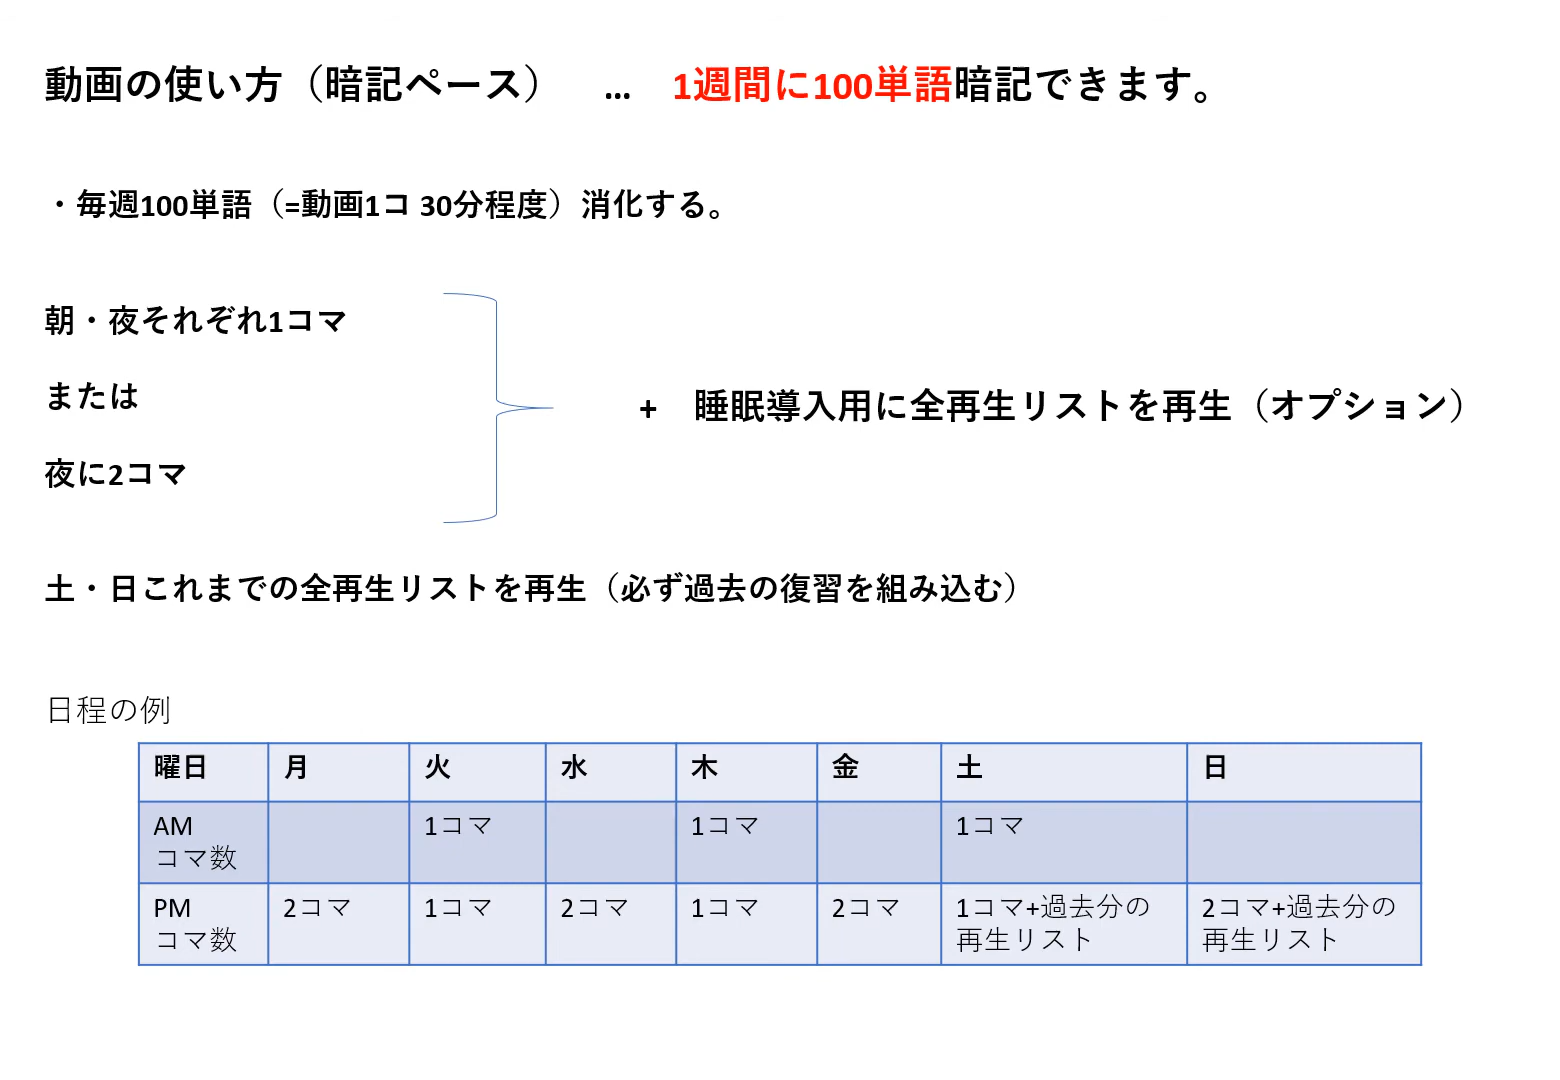 動画の使い方（暗記ペース）　…　1週間に100単語暗記できます。
・毎週100単語（=動画1コ 30分程度）消化する。
朝・夜それぞれ1コマ
または
夜に2コマ
+　睡眠導入用に全再生リストを再生（オプション）
土・日これまでの全再生リストを再生（必ず過去の復習を組み込む）
日程の例
曜日 月 火 水 木 金 土 日
AM コマ数 1コマ 1コマ 1コマ
PM コマ数 2コマ 1コマ 2コマ 1コマ 2コマ 1コマ+過去分の再生リスト 2コマ+過去分の再生リスト